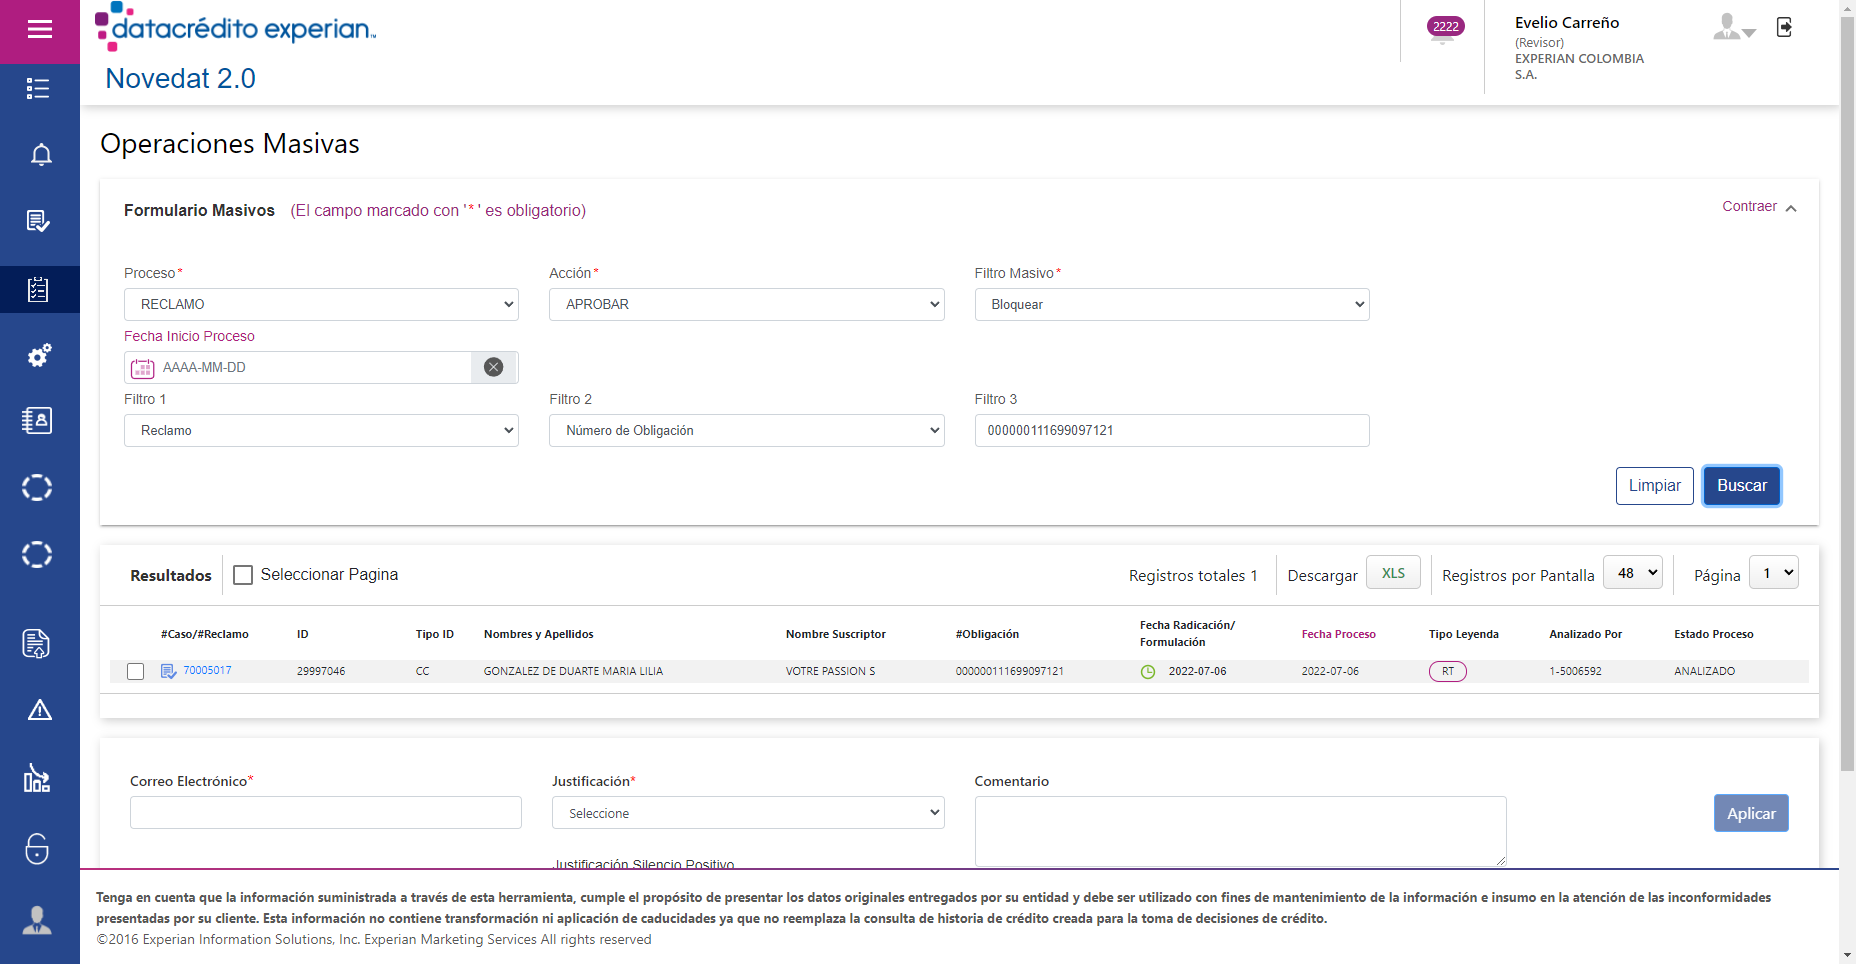 datacrédito experian™
Novedat 2.0
2222
Evelio Carreño
(Revisor)
EXPERIAN COLOMBIA
S.A.
Operaciones Masivas
Formulario Masivos (El campo marcado con '*' es obligatorio)
Contraer
Proceso* Acción* Filtro Masivo*
RECLAMO APROBAR Bloquear
Fecha Inicio Proceso
AAAA-MM-DD
Filtro 1 Filtro 2 Filtro 3
Reclamo Número de Obligación 000000111699097121
Limpiar Buscar
Resultados Seleccionar Pagina Registros totales 1 Descargar XLS Registros por Pantalla 48 Página 1
#Caso/#Reclamo ID Tipo ID Nombres y Apellidos Nombre Suscriptor #Obligación Fecha Radicación/ Formulación Fecha Proceso Tipo Leyenda Analizado Por Estado Proceso
70005017 29997046 CC GONZALEZ DE DUARTE MARIA LILIA VOTRE PASSION S 000000111699097121 2022-07-06 2022-07-06 RT 1-5006592 ANALIZADO
Correo Electrónico* Justificación* Comentario
Seleccione
Aplicar
Justificación Silencio Positivo
Tenga en cuenta que la información suministrada a través de esta herramienta, cumple el propósito de presentar los datos originales entregados por su entidad y debe ser utilizado con fines de mantenimiento de la información e insumo en la atención de las inconformidades
presentadas por su cliente. Esta información no contiene transformación ni aplicación de caducidades ya que no reemplaza la consulta de historia de crédito creada para la toma de decisiones de crédito.
©2016 Experian Information Solutions, Inc. Experian Marketing Services All rights reserved